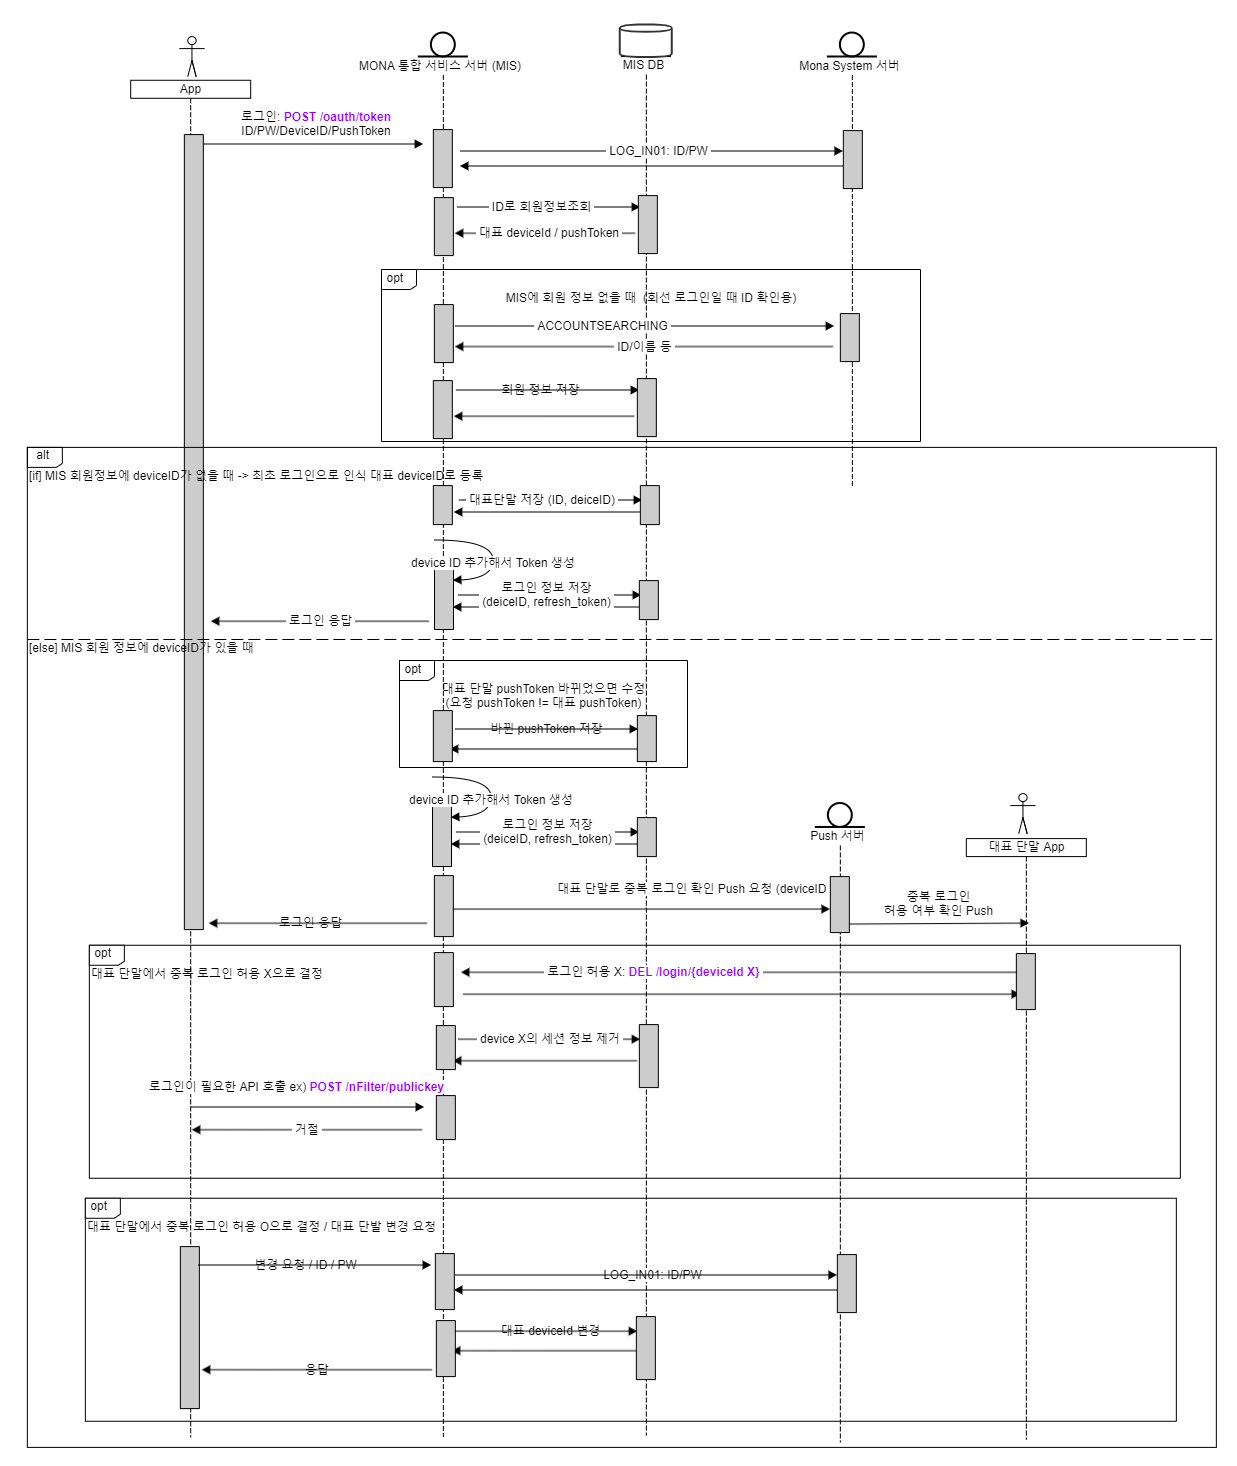 App
MONA 통합 서비스 서버 (MIS)
MIS DB
Mona System 서버
로그인: POST /oauth/token
ID/PW/DeviceID/PushToken
LOG_IN01: ID/PW
ID로 회원정보조회
대표 deviceId / pushToken
opt
MIS에 회원 정보 없을 때 (회선 로그인일 때 ID 확인용)
ACCOUNTSEARCHING
ID/이름 등
회원 정보 저장
alt
[if] MIS 회원정보에 deviceID가 없을 때 -> 최초 로그인으로 인식 대표 deviceID로 등록
대표단말 저장 (ID, deiceID)
device ID 추가해서 Token 생성
로그인 정보 저장
(deiceID, refresh_token)
로그인 응답
[else] MIS 회원 정보에 deviceID가 있을 때
opt
대표 단말 pushToken 바뀌었으면 수정
(요청 pushToken != 대표 pushToken)
바뀐 pushToken 저장
device ID 추가해서 Token 생성
로그인 정보 저장
(deiceID, refresh_token)
Push 서버
대표 단말 App
대표 단말로 중복 로그인 확인 Push 요청 (deviceID
중복 로그인
허용 여부 확인 Push
로그인 응답
opt
대표 단말에서 중복 로그인 허용 X으로 결정
로그인 허용 X: DEL /login/{deviceId X}
device X의 세션 정보 제거
로그인이 필요한 API 호출 ex) POST /nFilter/publickey
거절
opt
대표 단말에서 중복 로그인 허용 O으로 결정 / 대표 단발 변경 요청
변경 요청 / ID / PW
LOG_IN01: ID/PW
대표 deviceId 변경
응답